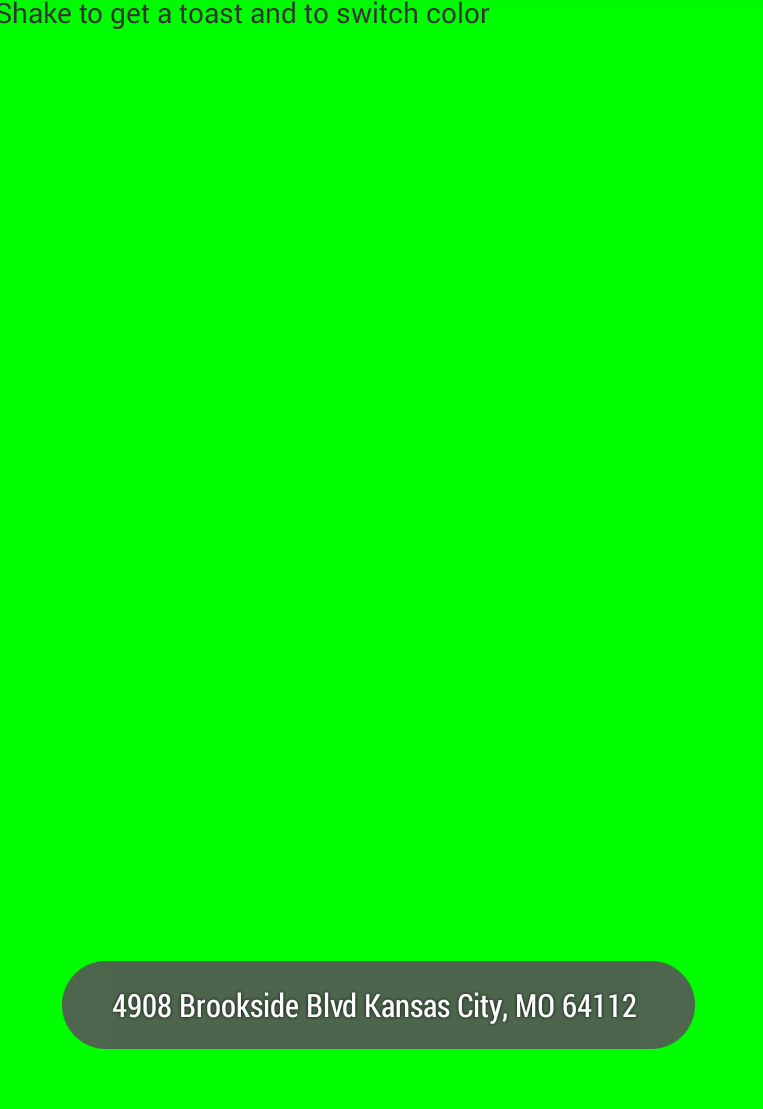 Shake to get a toast and to switch color
4908 Brookside Blvd Kansas City, MO 64112